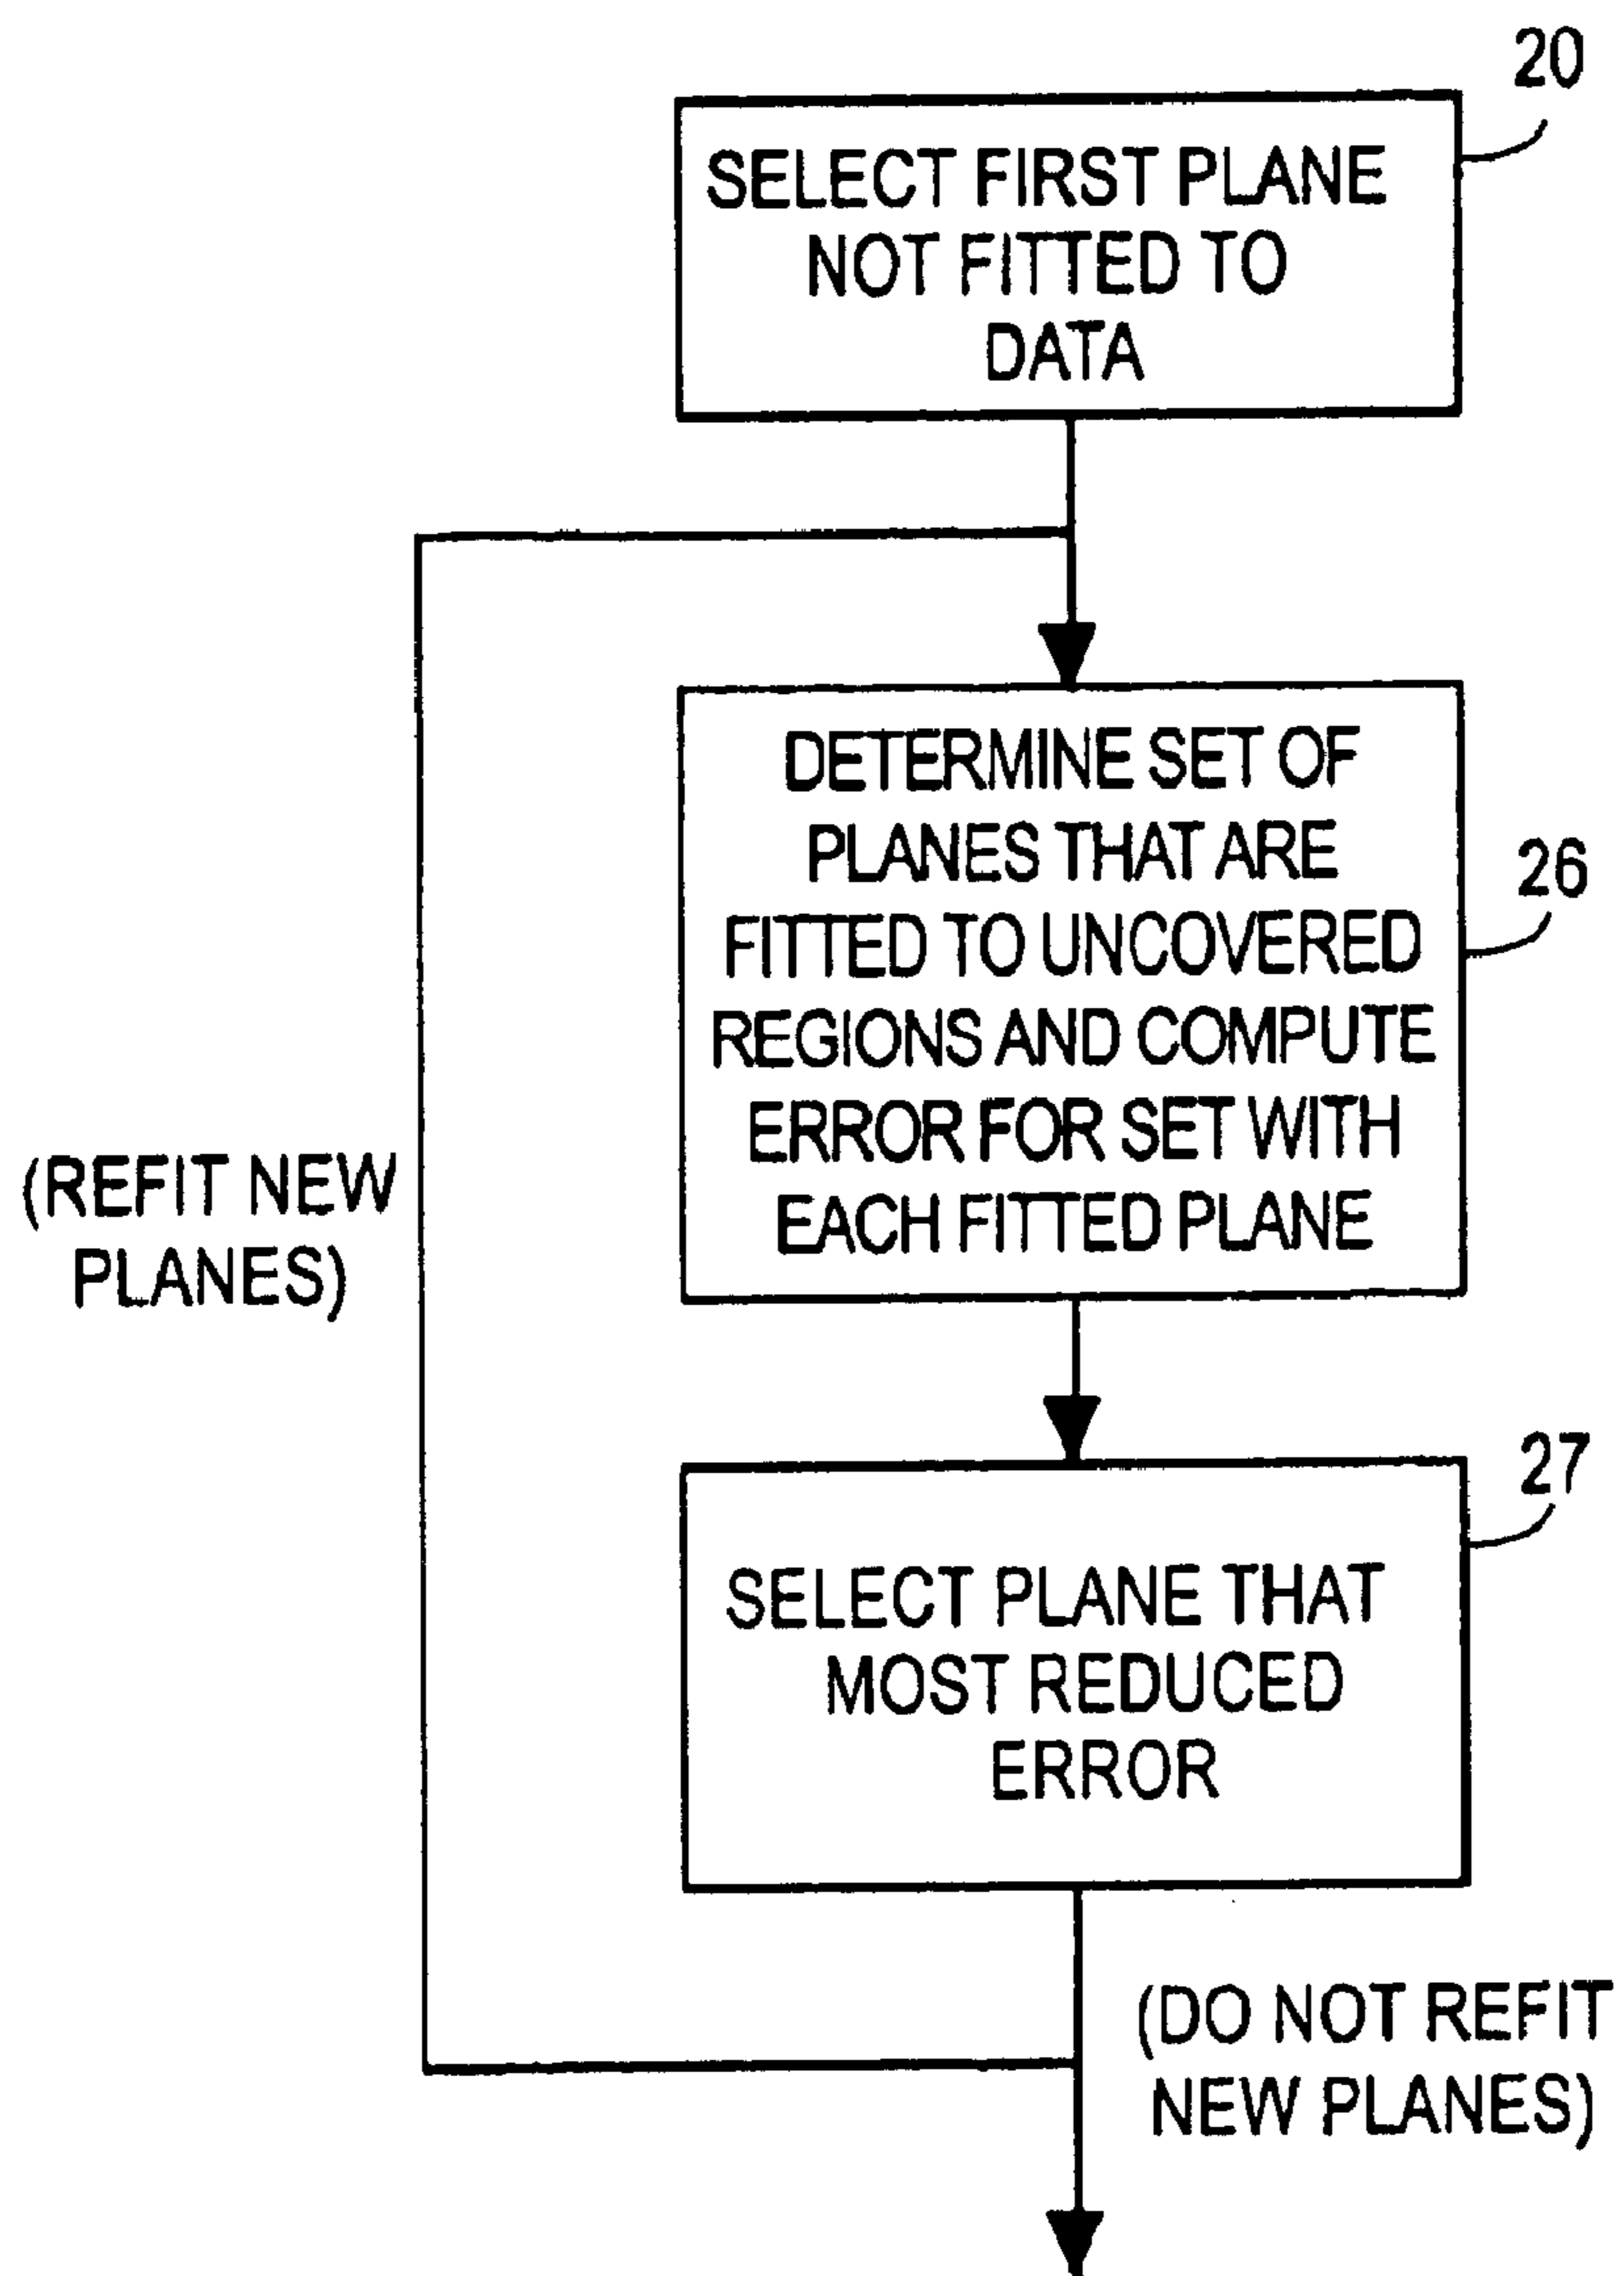 20
SELECT FIRST PLANE
NOT FITTED TO
DATA
DETERMINE SET OF
PLANES THAT ARE
FITTED TO UNCOVERED
REGIONS AND COMPUTE
ERROR FOR SET WITH
EACH FITTED PLANE
26
(REFIT NEW
PLANES)
27
SELECT PLANE THAT
MOST REDUCED
ERROR
(DO NOT REFIT
NEW PLANES)